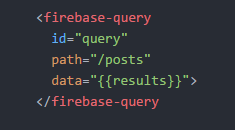 <firebase-query
id="query"
path="/posts"
data="{{results}}">
</firebase-query